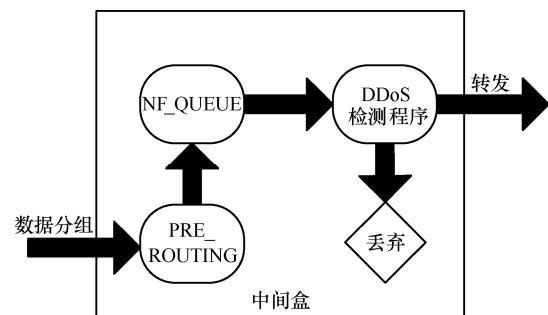 NF_QUEUE
DDoS
检测程序
转发
数据分组
PRE_
ROUTING
丢弃
中间盒